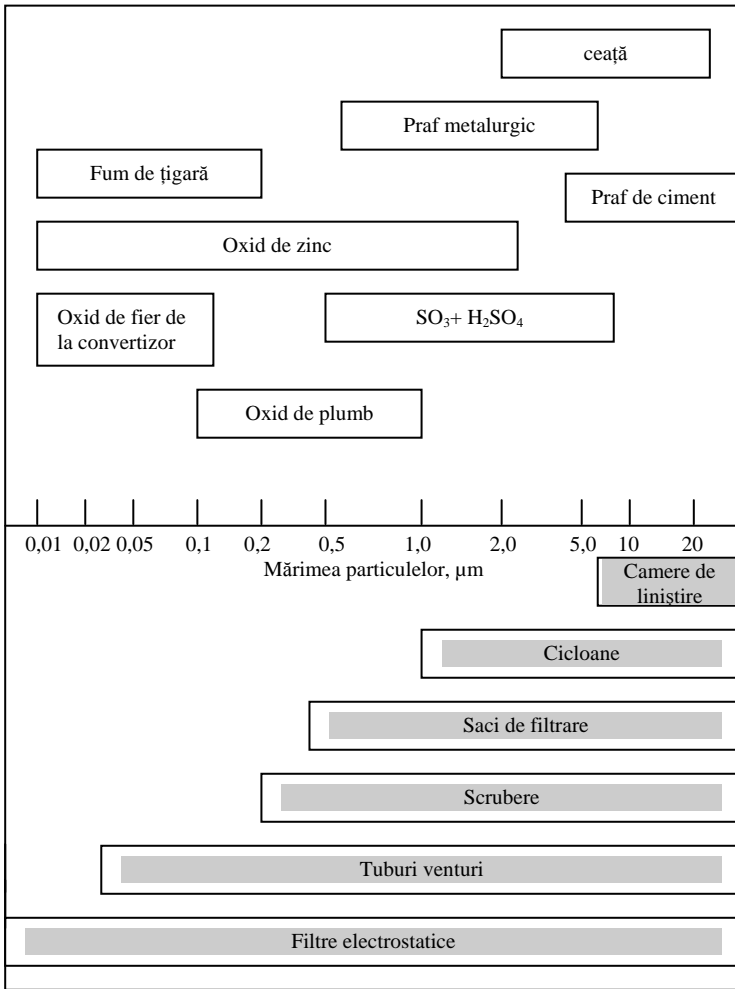 ceață
Praf metalurgic
Fum de țigară
Praf de ciment
Oxid de zinc
Oxid de fier de
la convertizor
SO₃+ H₂SO₄
Oxid de plumb
0,01 0,02 0,05 0,1 0,2 0,5 1,0 2,0 5,0 10 20
Mărimea particulelor, µm
Camere de
liniştire
Cicloane
Saci de filtrare
Scrubere
Tuburi venturi
Filtre electrostatice